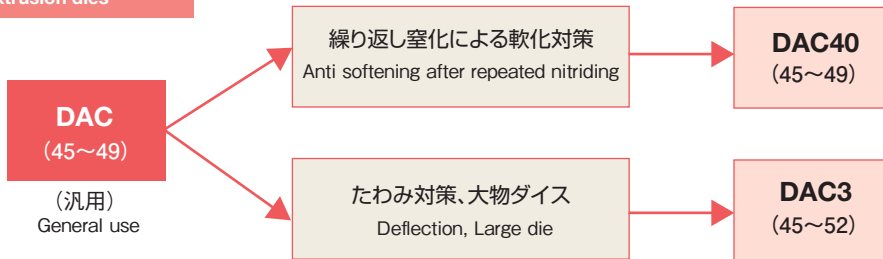 extrusion dies
DAC
(45～49)
(汎用)
General use
繰り返し窒化による軟化対策
Anti softening after repeated nitriding
DAC40
(45～49)
たわみ対策、大物ダイス
Deflection, Large die
DAC3
(45～52)